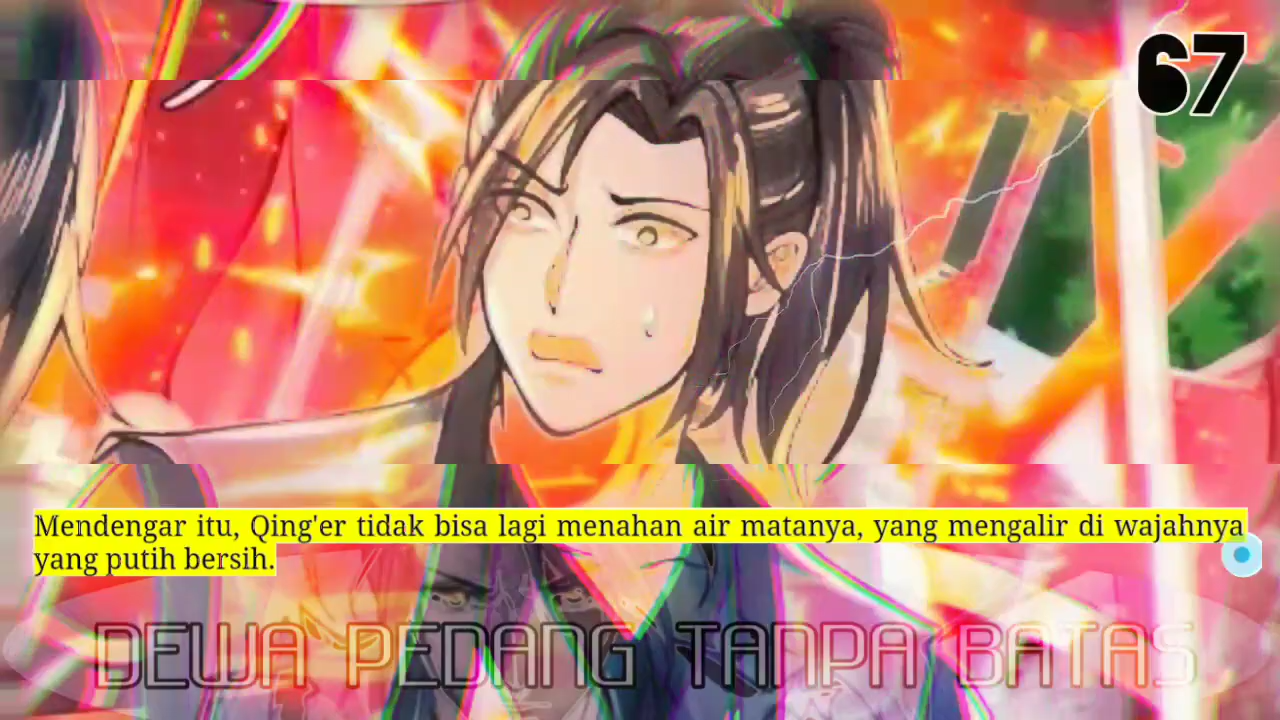 67
Mendengar itu, Qing'er tidak bisa lagi menahan air matanya, yang mengalir di wajahnya
yang putih bersih.
DEWA PEDANG TANPA BATAS